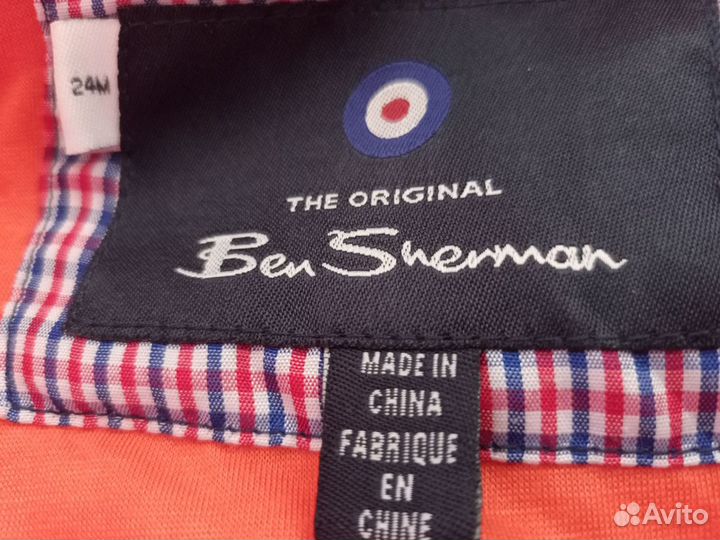 24M
THE ORIGINAL
Ben Sherman
MADE IN
CHINA
FABRIQUE
EN
CHINE
Avito